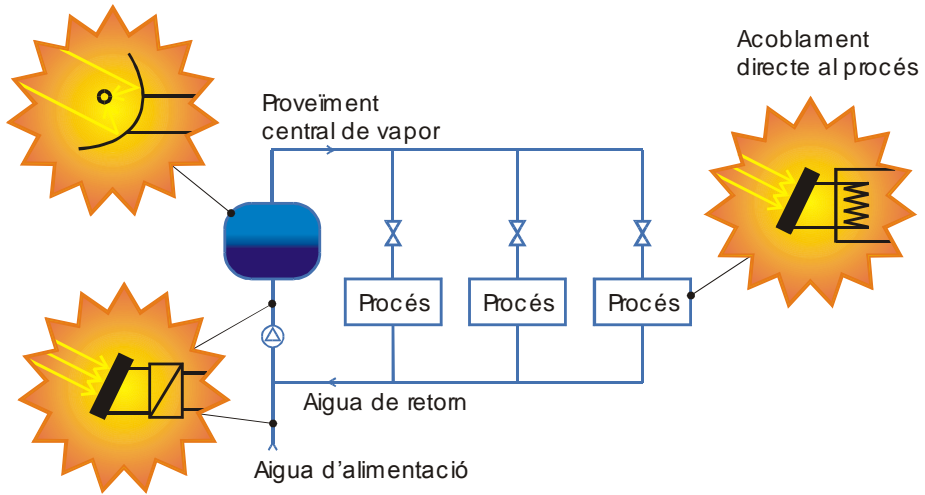 Acoblament
directe al procés
Proveïment
central de vapor
Procés
Procés
Procés
Aigua de retorn
Aigua d'alimentació